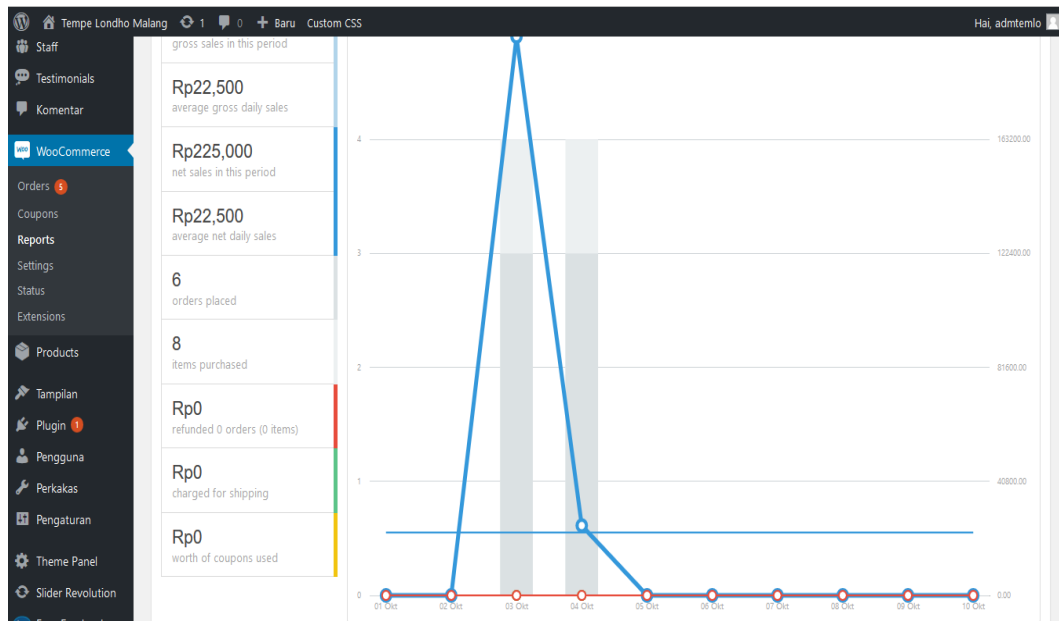 Tempe Londho Malang
1
0
Baru
Custom CSS
Hai, admtemlo
Staff
Testimonials
Komentar
WooCommerce
Orders 5
Coupons
Reports
Settings
Status
Extensions
Products
Tampilan
Plugin 1
Pengguna
Perkakas
Pengaturan
Theme Panel
Slider Revolution
gross sales in this period
Rp22,500
average gross daily sales
Rp225,000
net sales in this period
Rp22,500
average net daily sales
6
orders placed
8
items purchased
Rp0
refunded 0 orders (0 items)
Rp0
charged for shipping
Rp0
worth of coupons used
4
3
2
1
0
163200.00
122400.00
81600.00
40800.00
0.00
01 Okt
02 Okt
03 Okt
04 Okt
05 Okt
06 Okt
07 Okt
08 Okt
09 Okt
10 Okt